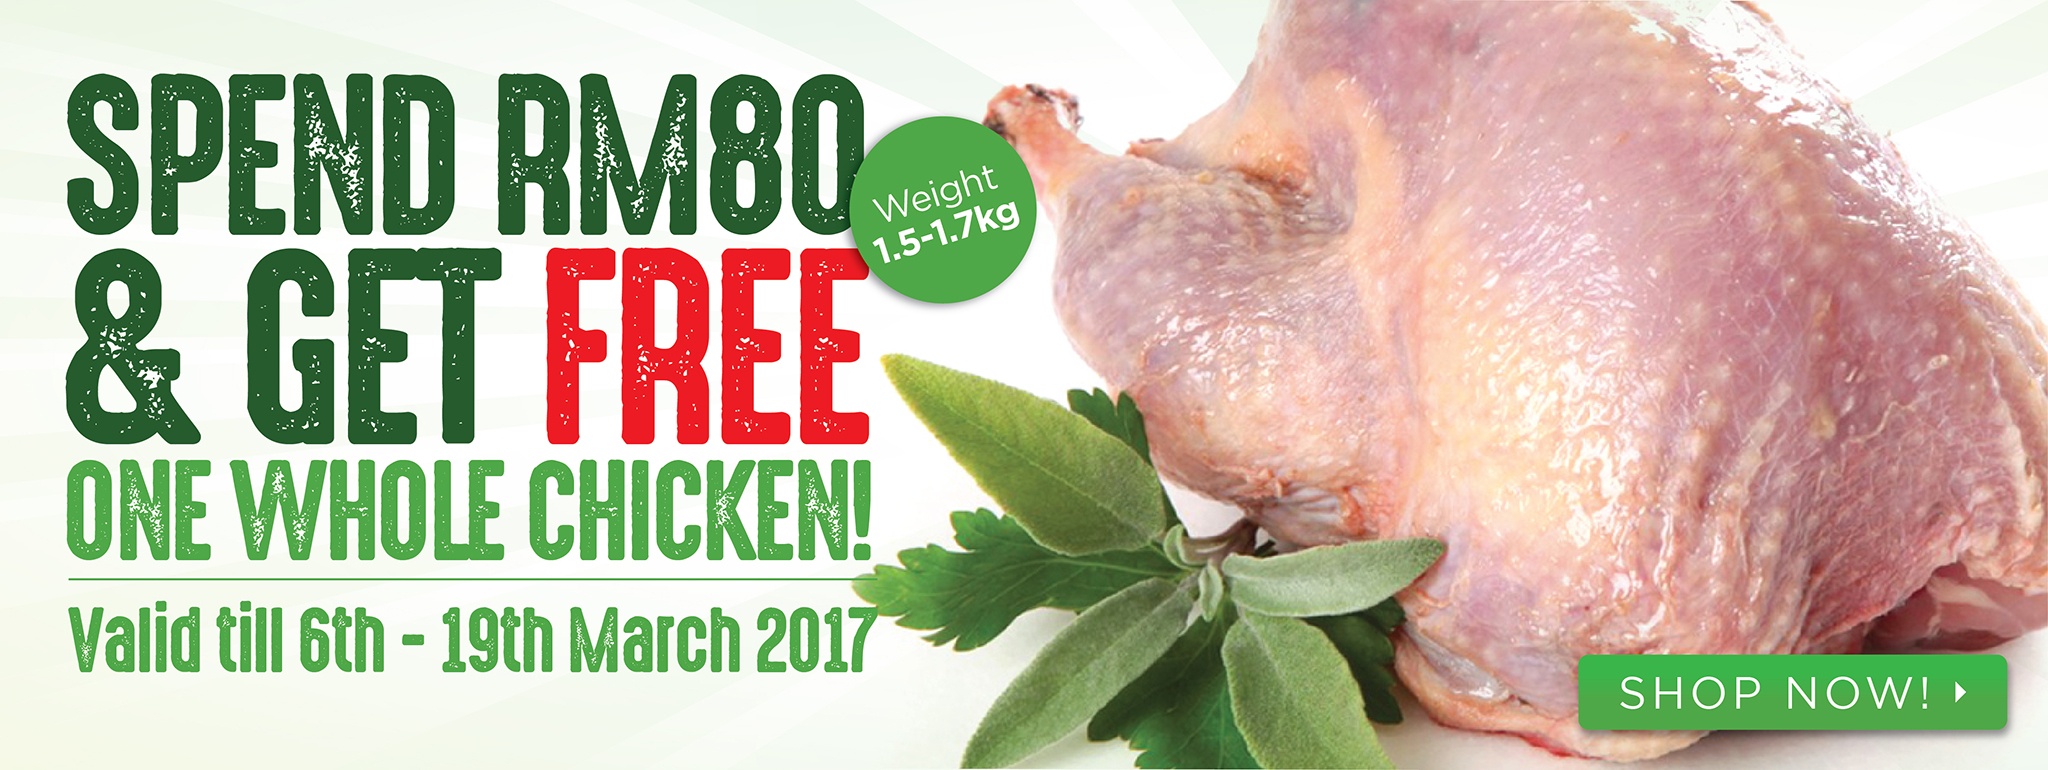 SPEND RM80
& GET FREE
ONE WHOLE CHICKEN!
Valid till 6th - 19th March 2017
Weight
1.5-1.7kg
SHOP NOW!